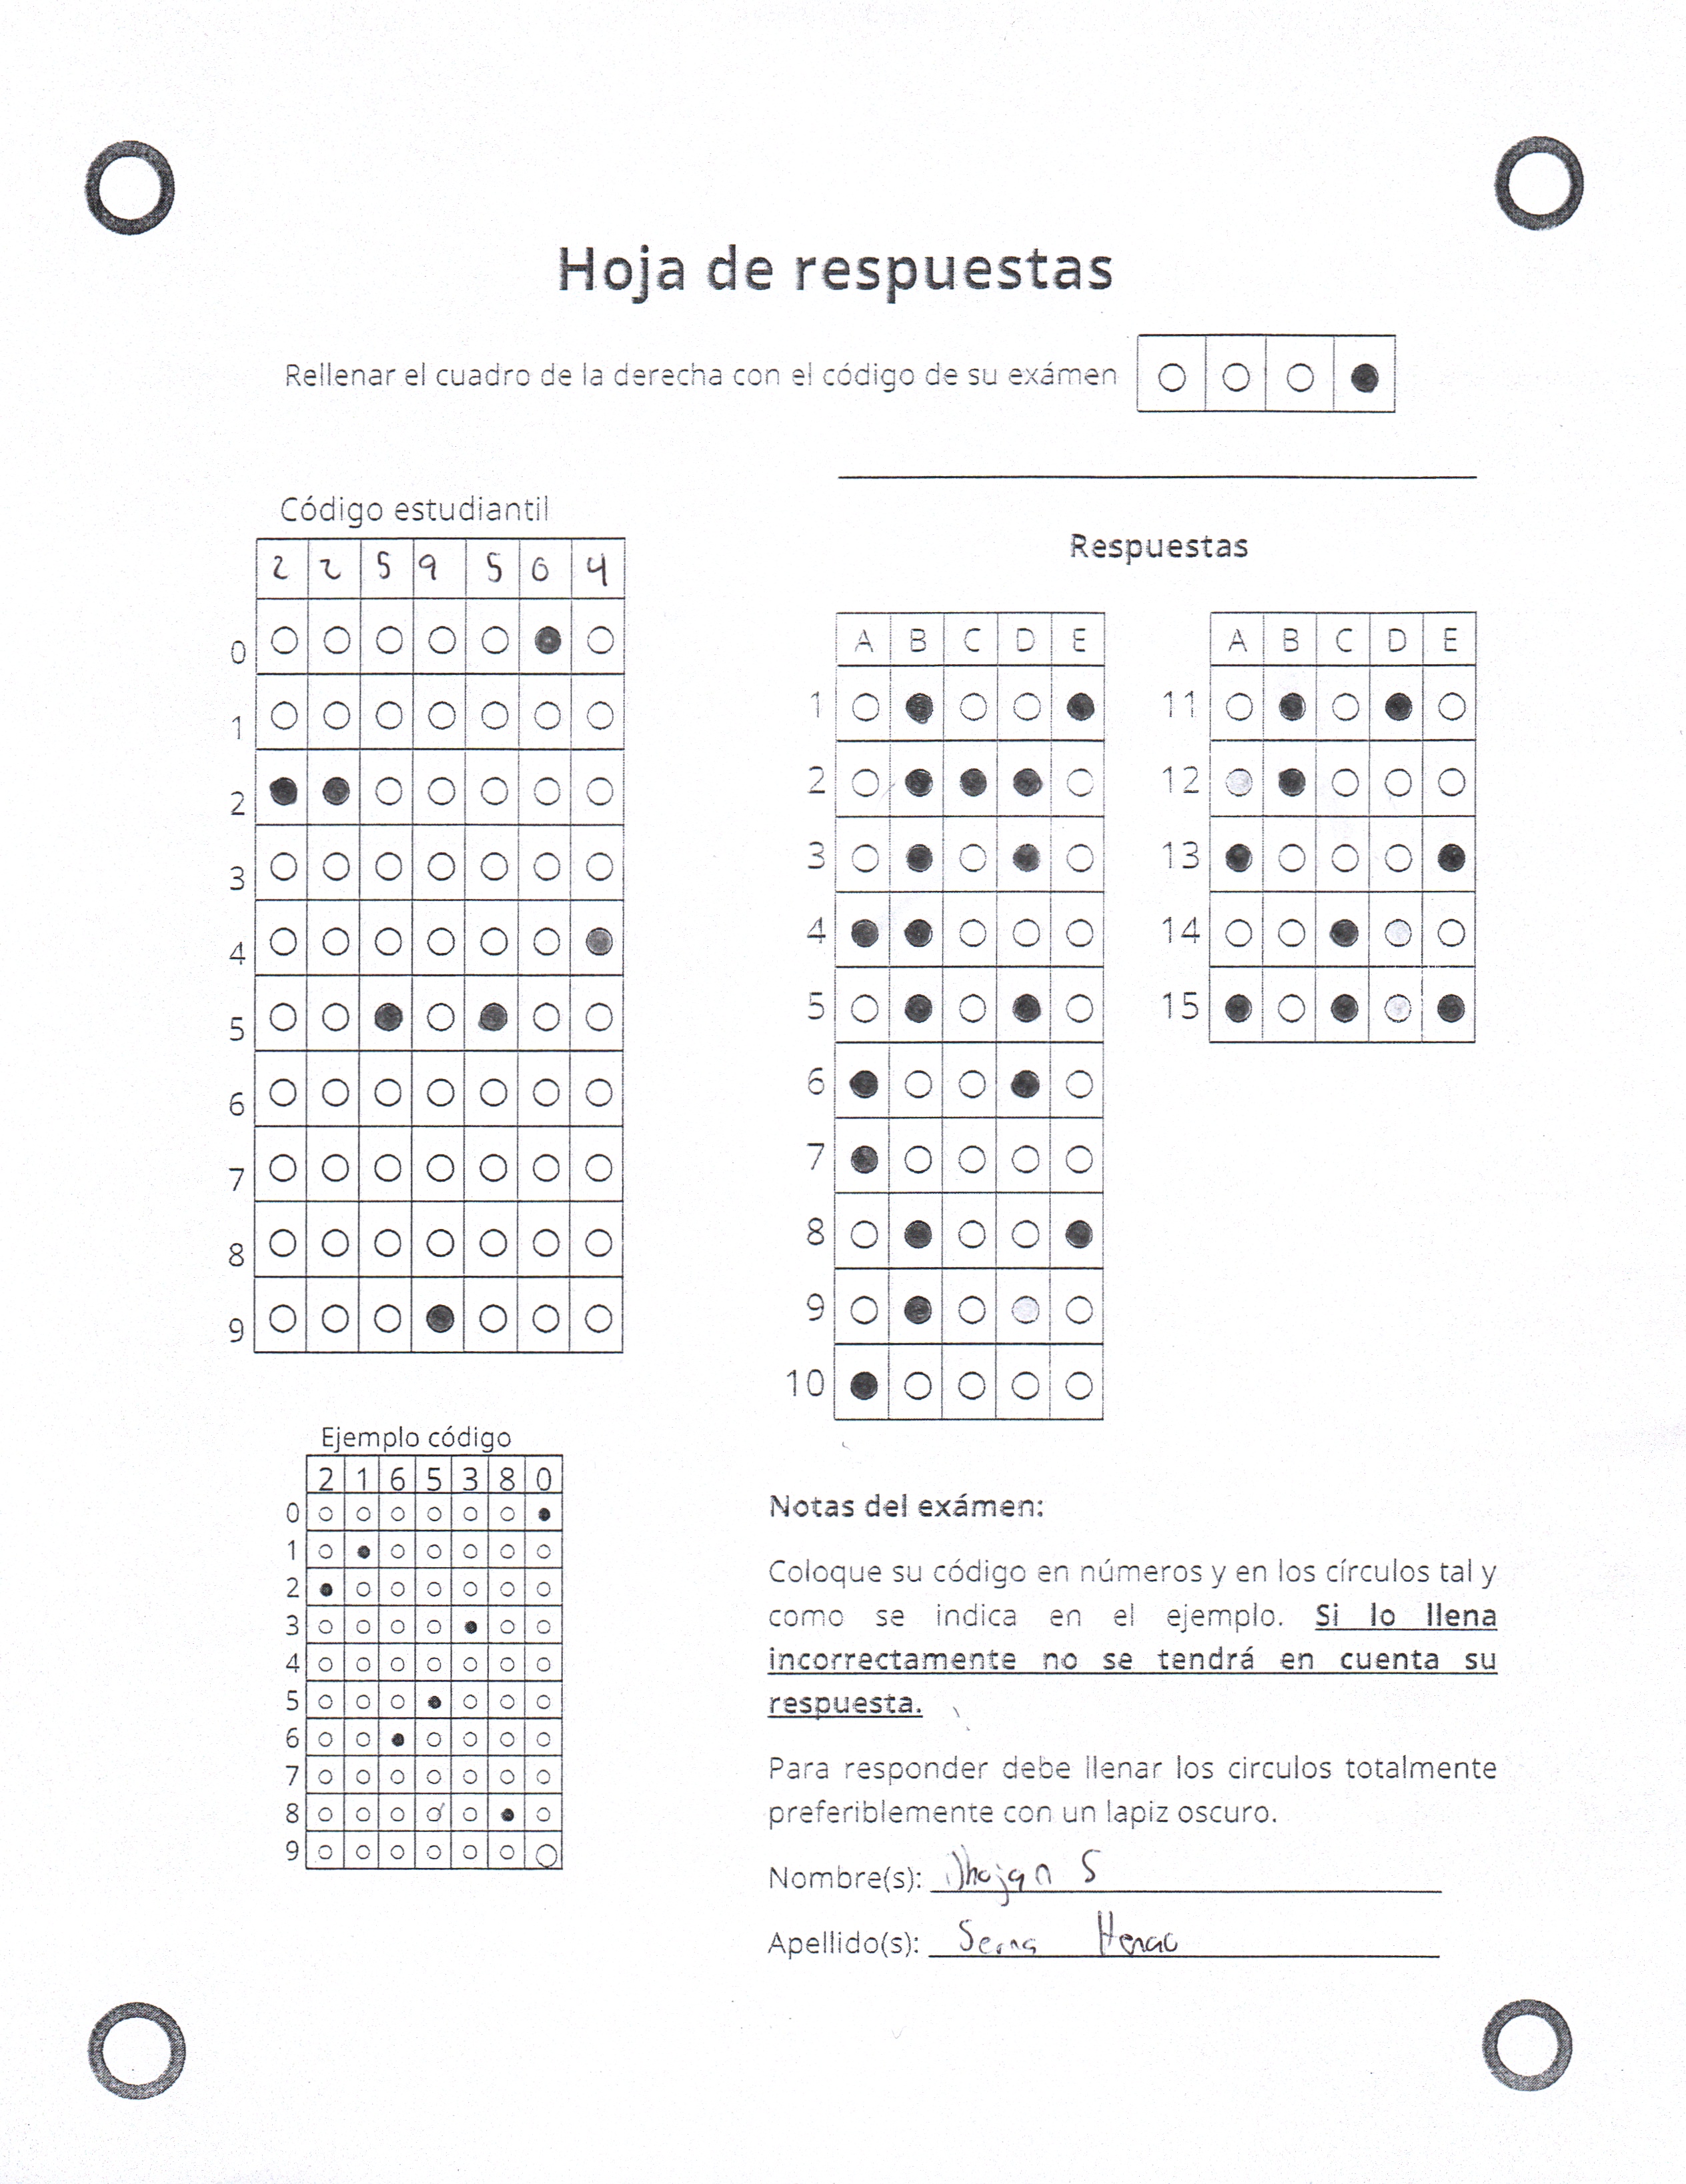 Hoja de respuestas
Rellenar el cuadro de la derecha con el código de su exámen
Código estudiantil
2 2 5 9 5 0 4
0
1
2
3
4
5
6
7
8
9
Respuestas
A B C D E
1
2
3
4
5
6
7
8
9
10
A B C D E
11
12
13
14
15
Ejemplo código
2 1 6 5 3 8 0
0
1
2
3
4
5
6
7
8
9
Notas del exámen:
Coloque su código en números y en los círculos tal y
como se indica en el ejemplo. Si lo llena
incorrectamente no se tendrá en cuenta su
respuesta.
Para responder debe llenar los circulos totalmente
preferiblemente con un lapiz oscuro.
Nombre(s): Jhojan S
Apellido(s): Serna Henao